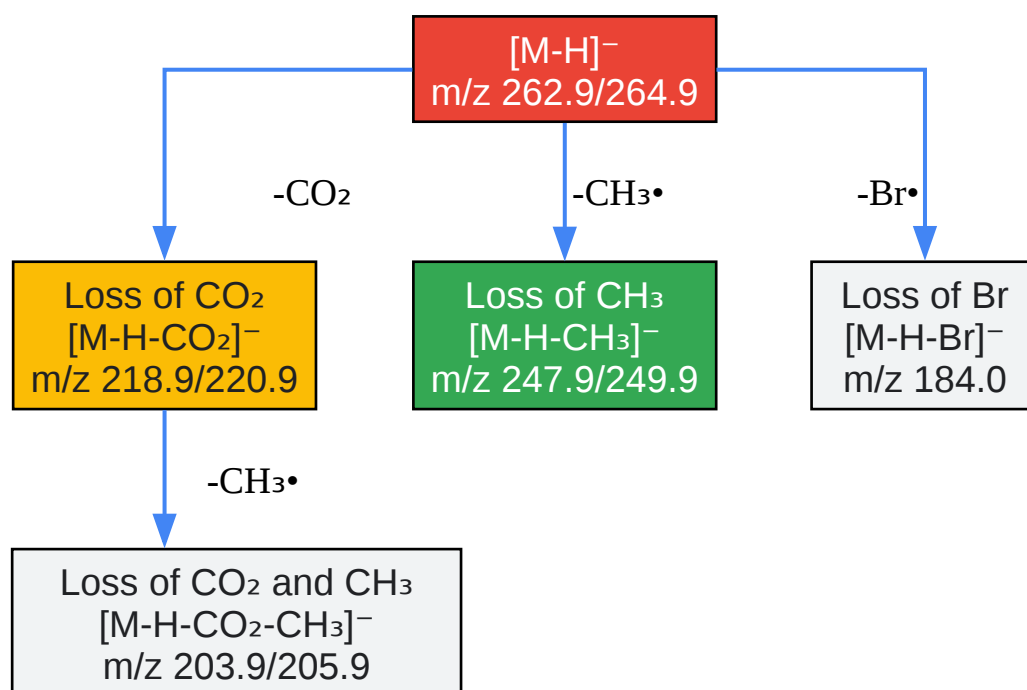 [M-H]⁻
m/z 262.9/264.9
-CO₂
-CH₃•
-Br•
Loss of CO₂
[M-H-CO₂]⁻
m/z 218.9/220.9
Loss of CH₃
[M-H-CH₃]⁻
m/z 247.9/249.9
Loss of Br
[M-H-Br]⁻
m/z 184.0
-CH₃•
Loss of CO₂ and CH₃
[M-H-CO₂-CH₃]⁻
m/z 203.9/205.9